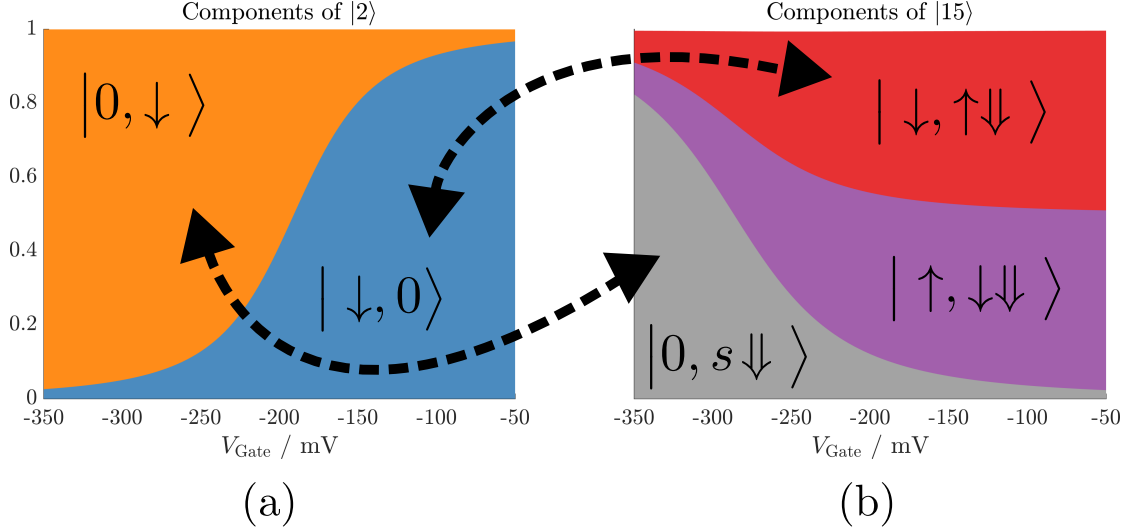 Components of |2⟩
1
0.8
0.6
0.4
0.2
0
|0, ↓⟩
|↓, 0⟩
-350 -300 -250 -200 -150 -100 -50
V_Gate / mV
(a)
Components of |15⟩
|↓, ↑⇓⟩
|↑, ↓⇓⟩
|0, s⇓⟩
-350 -300 -250 -200 -150 -100 -50
V_Gate / mV
(b)